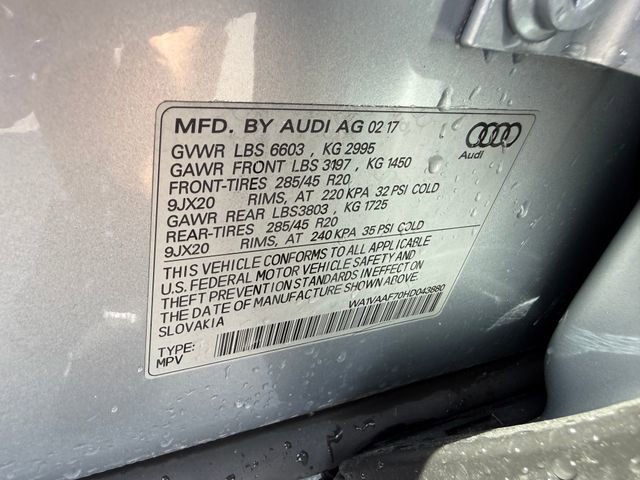 MFD. BY AUDI AG 02 17
GVWR LBS 6603 , KG 2995
GAWR FRONT LBS 3197 , KG 1450
FRONT-TIRES 285/45 R20
9JX20 RIMS, AT 220 KPA 32 PSI COLD
GAWR REAR LBS3803 , KG 1725
REAR-TIRES 285/45 R20
9JX20 RIMS, AT 240 KPA 35 PSI COLD
Audi
THIS VEHICLE CONFORMS TO ALL APPLICABLE
U.S. FEDERAL MOTOR VEHICLE SAFETY AND
THEFT PREVENTION STANDARDS IN EFFECT ON
THE DATE OF MANUFACTURE SHOWN ABOVE
SLOVAKIA
WA1VAAF70HD043880
TYPE:
MPV